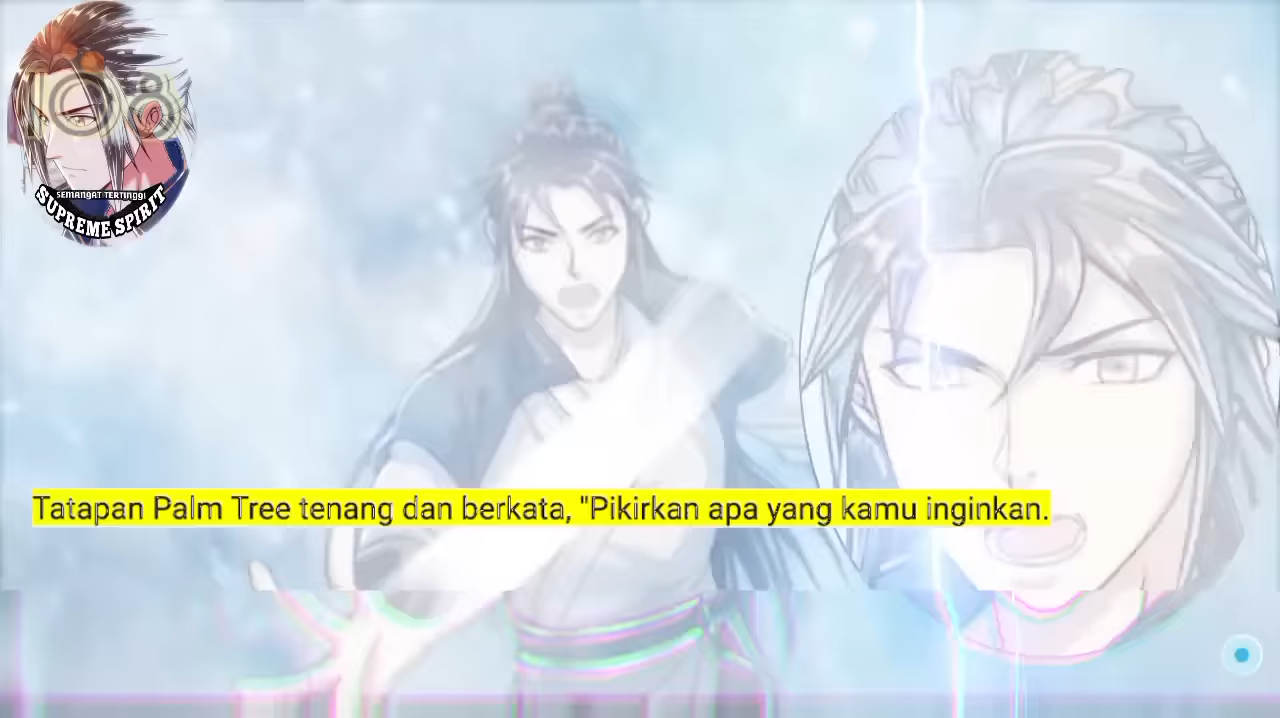 SEMANGAT TERTINGGI
SUPREME SPIRIT
Tatapan Palm Tree tenang dan berkata, "Pikirkan apa yang kamu inginkan.